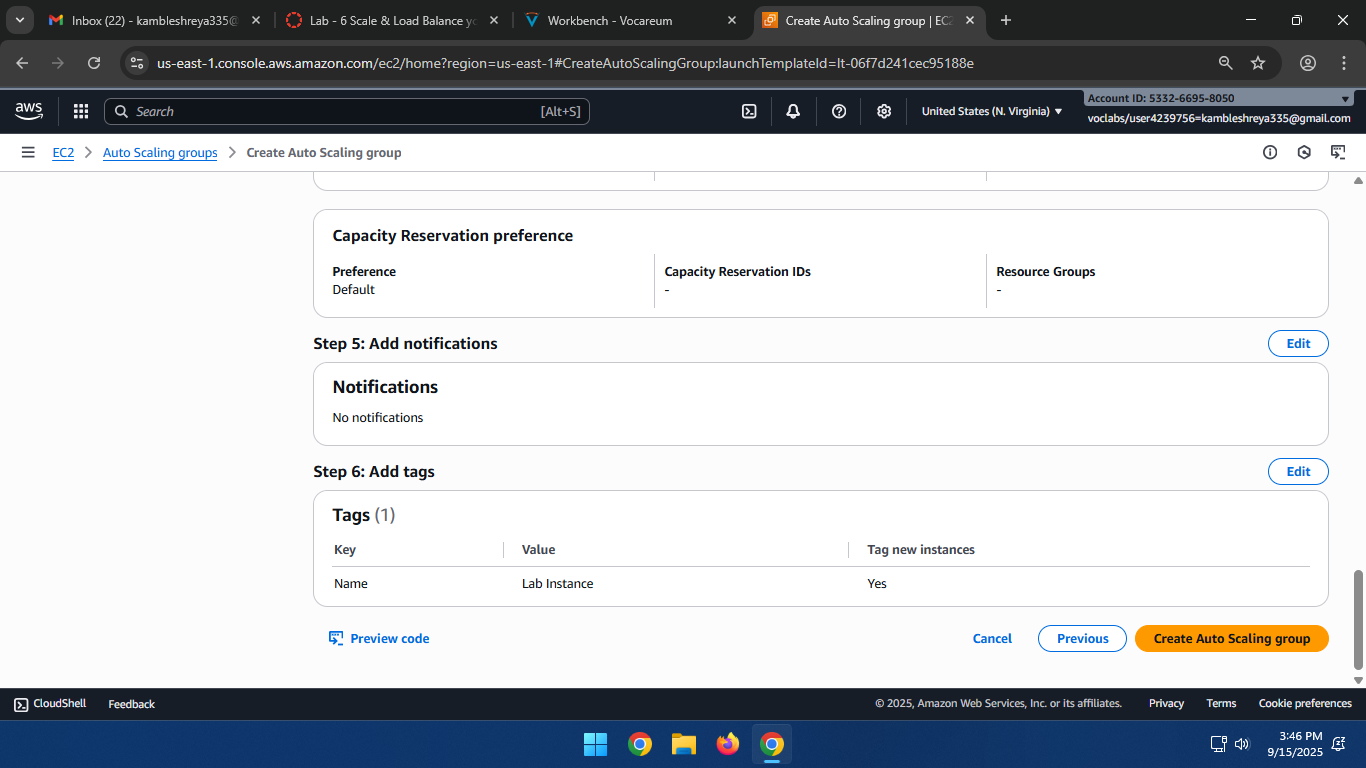 Inbox (22) - kambleshreya335@
Lab - 6 Scale & Load Balance yo
Workbench - Vocareum
Create Auto Scaling group | EC2
us-east-1.console.aws.amazon.com/ec2/home?region=us-east-1#CreateAutoScalingGroup:launchTemplateId=lt-06f7d241cec95188e
aws
Search
[Alt+S]
United States (N. Virginia)
Account ID: 5332-6695-8050
voclabs/user4239756=kambleshreya335@gmail.com
EC2 > Auto Scaling groups > Create Auto Scaling group
Capacity Reservation preference
Preference
Default
Capacity Reservation IDs
-
Resource Groups
-
Step 5: Add notifications
Edit
Notifications
No notifications
Step 6: Add tags
Edit
Tags (1)
Key Value Tag new instances
Name Lab Instance Yes
Preview code
Cancel
Previous
Create Auto Scaling group
CloudShell
Feedback
© 2025, Amazon Web Services, Inc. or its affiliates.
Privacy
Terms
Cookie preferences
3:46 PM
9/15/2025